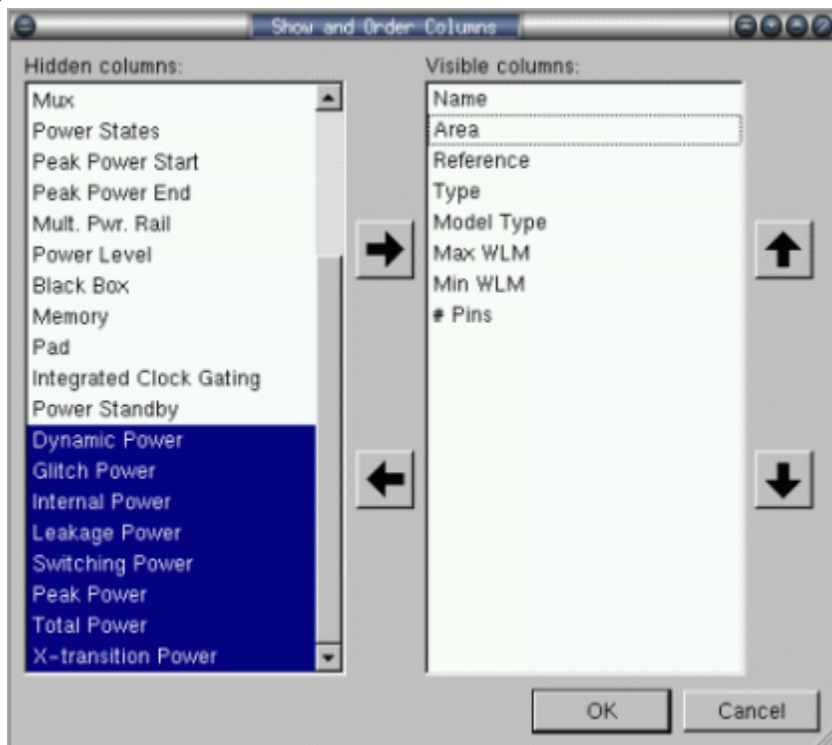 Show and Order Columns
Hidden columns:
Mux
Power States
Peak Power Start
Peak Power End
Mult. Pwr. Rail
Power Level
Black Box
Memory
Pad
Integrated Clock Gating
Power Standby
Dynamic Power
Glitch Power
Internal Power
Leakage Power
Switching Power
Peak Power
Total Power
X-transition Power
Visible columns:
Name
Area
Reference
Type
Model Type
Max WLM
Min WLM
# Pins
OK
Cancel